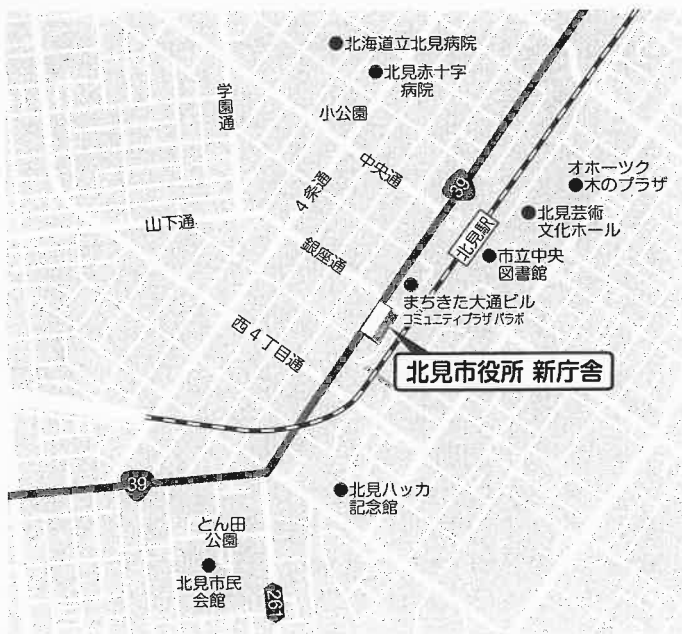 北海道立北見病院
北見赤十字
病院
学園通
小公園
中央通
4条通
39
オホーツク
木のプラザ
北見芸術
文化ホール
山下通
北見駅
銀座通
市立中央
図書館
まちきた大通ビル
コミュニティプラザ パラボ
西4丁目通
北見市役所 新庁舎
39
北見ハッカ
記念館
とん田
公園
北見市民
会館
261